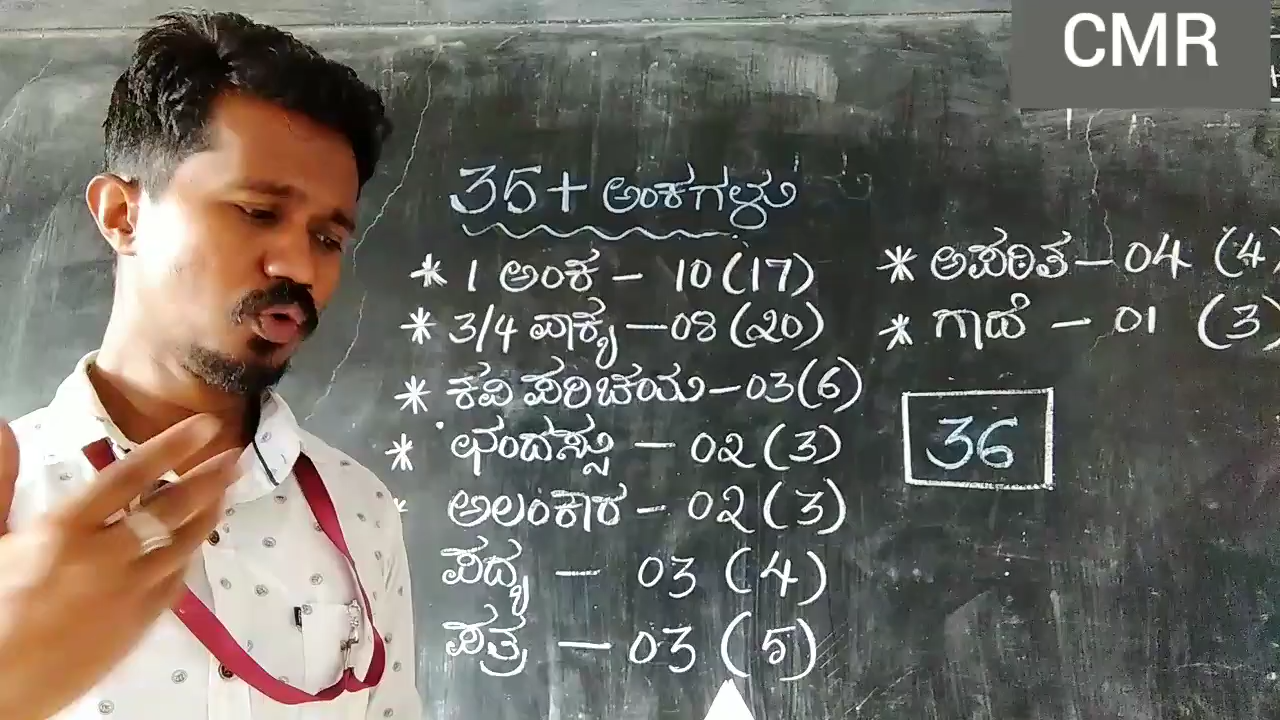 CMR
35+ ಅಂಕಗಳು
* 1 ಅಂಕ - 10 (17)
* 3/4 ವಾಕ್ಯ - 08 (20)
* ಕವಿ ಪರಿಚಯ - 03 (6)
* ಛಂದಸ್ಸು - 02 (3)
* ಅಲಂಕಾರ - 02 (3)
ಪದ್ಯ - 03 (4)
ಪತ್ರ - 03 (5)
* ಅಪಠಿತ - 04 (4)
* ಗಾದೆ - 01 (3)
36